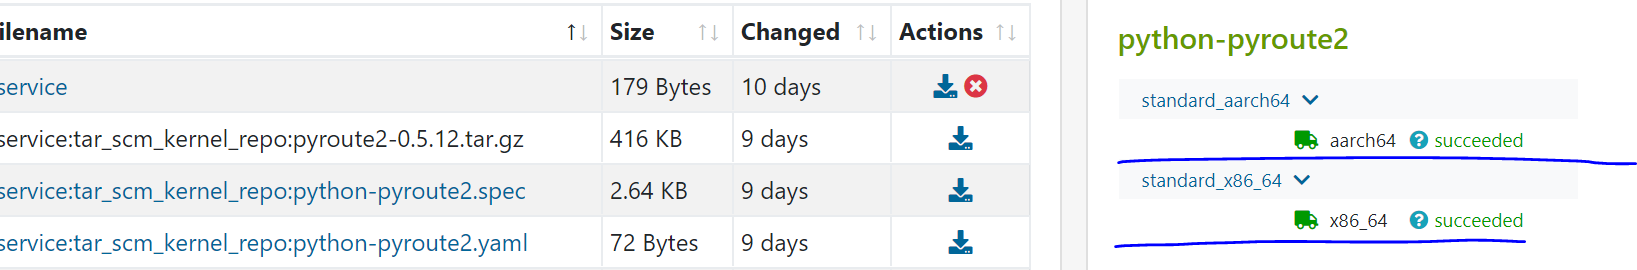 ilename Size Changed Actions
service 179 Bytes 10 days
service:tar_scm_kernel_repo:pyroute2-0.5.12.tar.gz 416 KB 9 days
service:tar_scm_kernel_repo:python-pyroute2.spec 2.64 KB 9 days
service:tar_scm_kernel_repo:python-pyroute2.yaml 72 Bytes 9 days
python-pyroute2
standard_aarch64
aarch64 ? succeeded
standard_x86_64
x86_64 ? succeeded